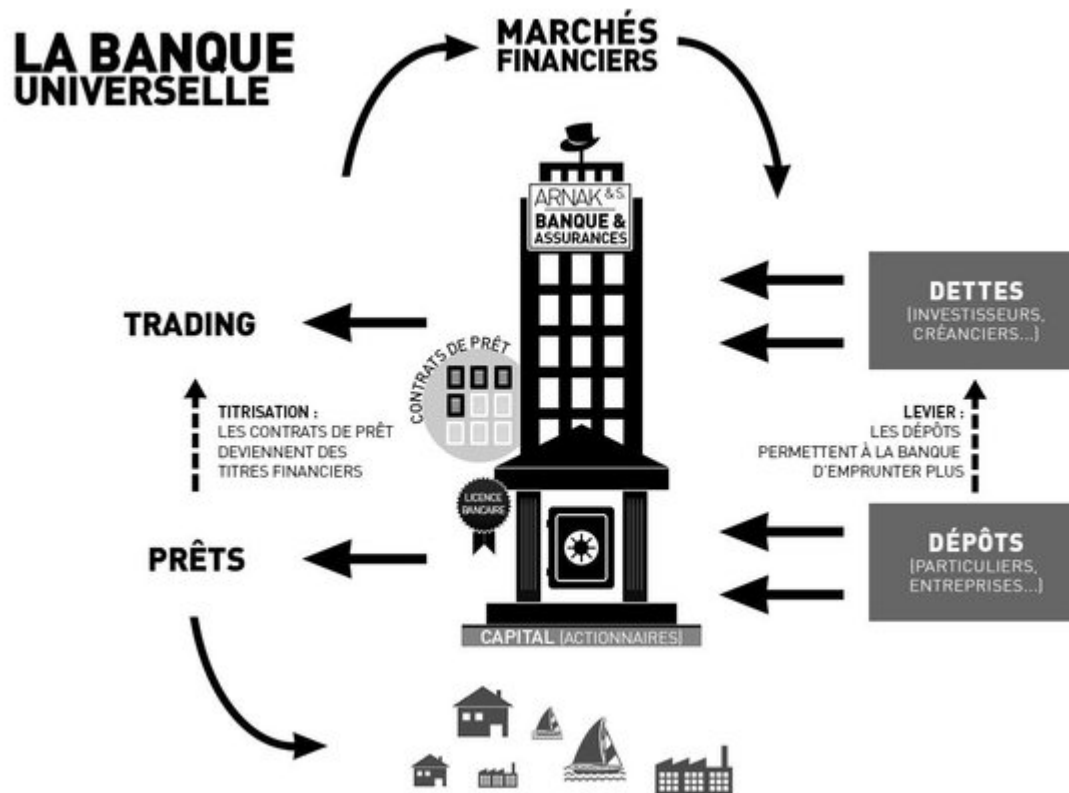 LA BANQUE
UNIVERSELLE
MARCHÉS
FINANCIERS
ARNAK & S.
BANQUE &
ASSURANCES
DETTES
(INVESTISSEURS,
CRÉANCIERS...)
TRADING
CONTRATS DE PRÊT
TITRISATION :
LES CONTRATS DE PRÊT
DEVIENNENT DES
TITRES FINANCIERS
LEVIER :
LES DÉPÔTS
PERMETTENT À LA BANQUE
D'EMPRUNTER PLUS
LICENCE
BANCAIRE
PRÊTS
DÉPÔTS
(PARTICULIERS,
ENTREPRISES...)
CAPITAL (ACTIONNAIRES)